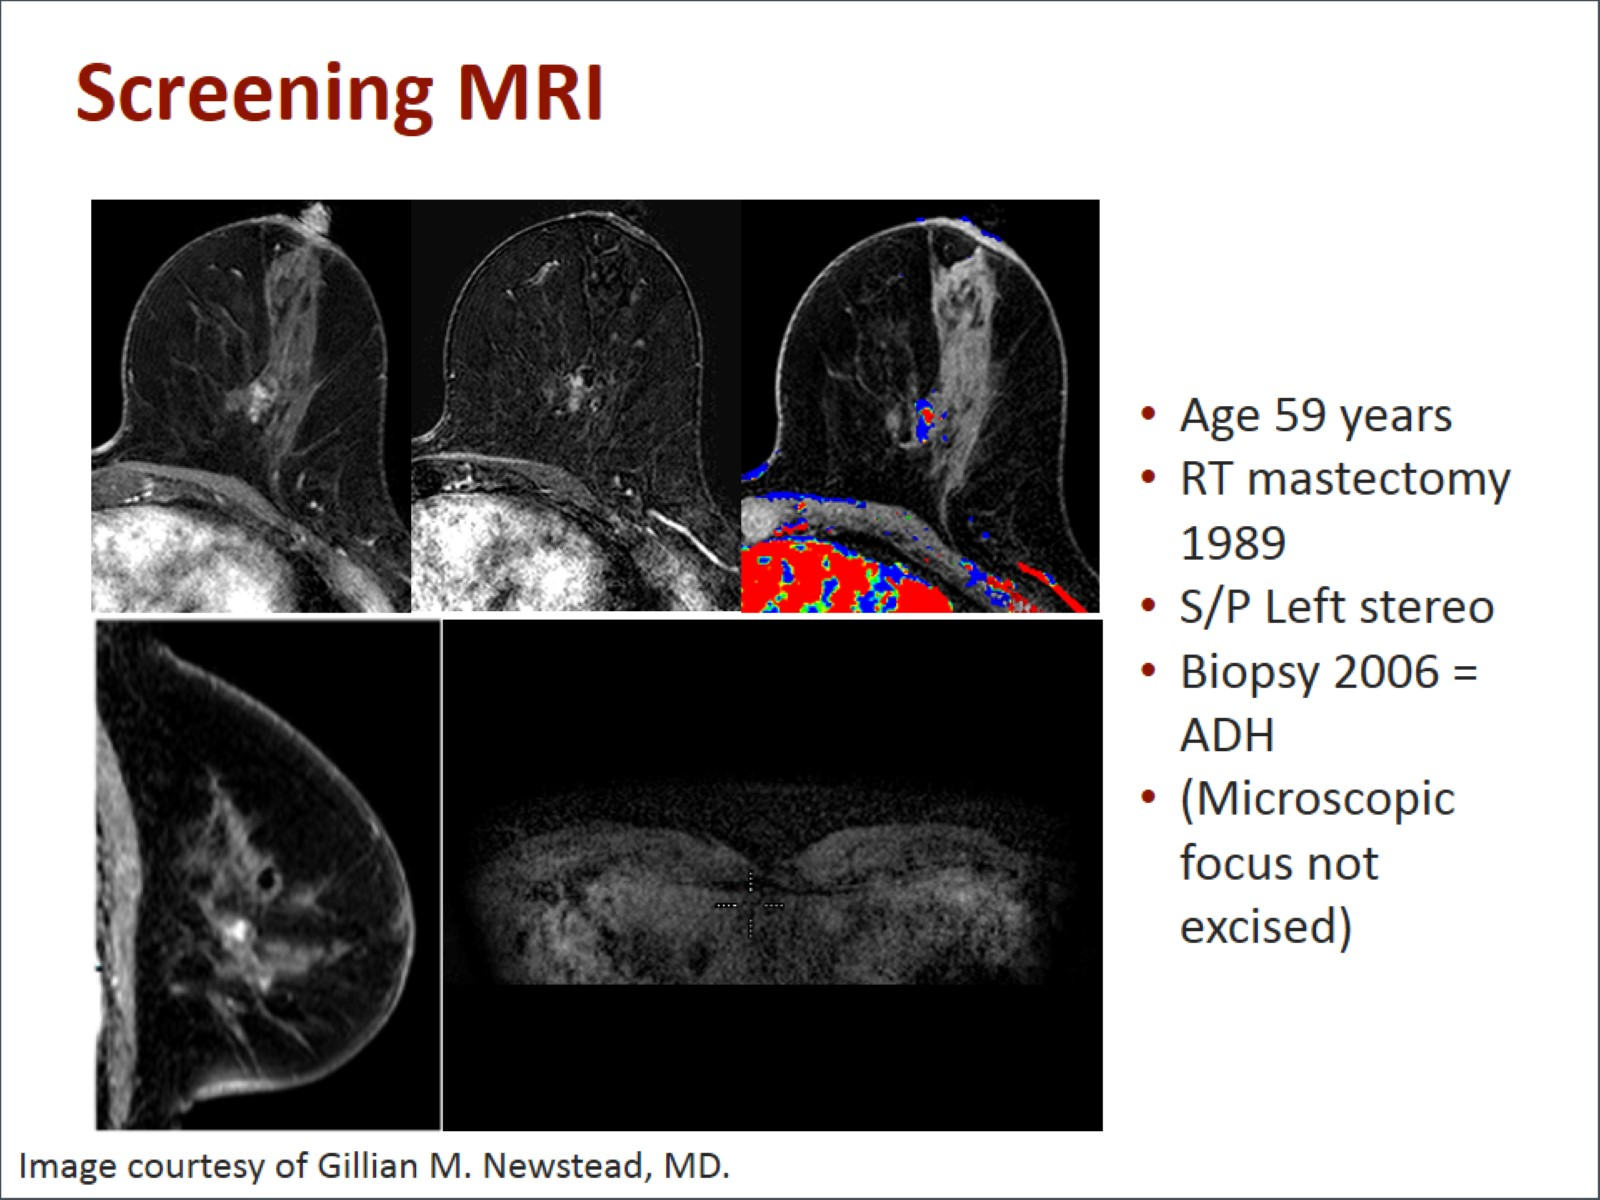 Screening MRI
• Age 59 years
• RT mastectomy
1989
• S/P Left stereo
• Biopsy 2006 =
ADH
• (Microscopic
focus not
excised)
Image courtesy of Gillian M. Newstead, MD.